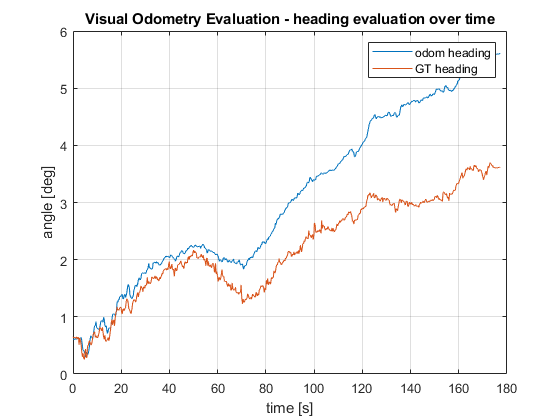 Visual Odometry Evaluation - heading evaluation over time
odom heading
GT heading
angle [deg]
6
5
4
3
2
1
0
0 20 40 60 80 100 120 140 160 180
time [s]